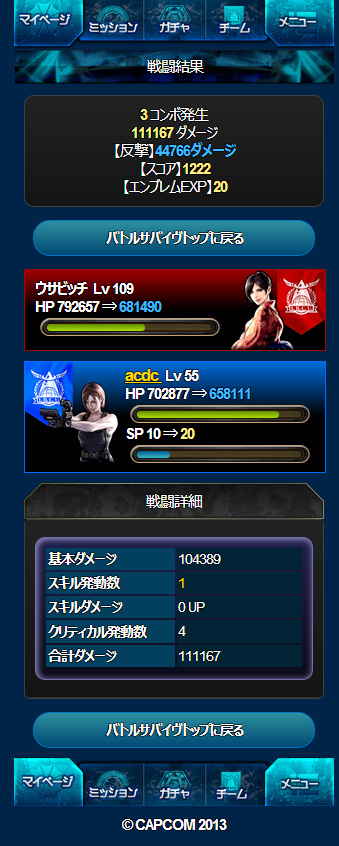 マイページ ミッション ガチャ チーム メニュー
戦闘結果
3 コンボ発生
111167 ダメージ
【反撃】44766ダメージ
【スコア】1222
【エンブレムEXP】20
バトルサバイヴトップに戻る
ウサビッチ Lv 109
HP 792657 ⇒ 681490
acdc Lv 55
HP 702877 ⇒ 658111
SP 10 ⇒ 20
戦闘詳細
基本ダメージ 104389
スキル発動数 1
スキルダメージ 0 UP
クリティカル発動数 4
合計ダメージ 111167
バトルサバイヴトップに戻る
マイページ ミッション ガチャ チーム メニュー
© CAPCOM 2013